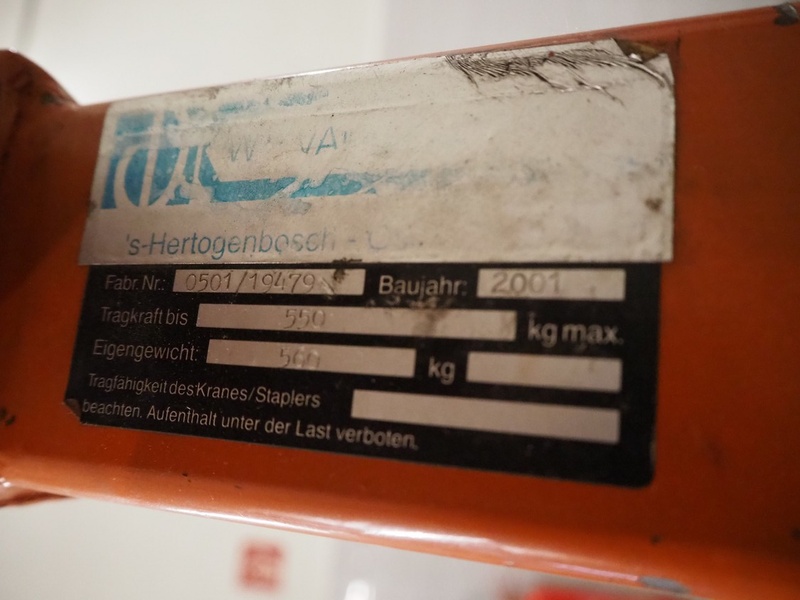 's-Hertogenbosch -
Fabr. Nr.: 0501/19479 Baujahr: 2001
Tragkraft bis 550 kg max.
Eigengewicht: kg
Tragfähigkeit des Kranes/Staplers
beachten. Aufenthalt unter der Last verboten.